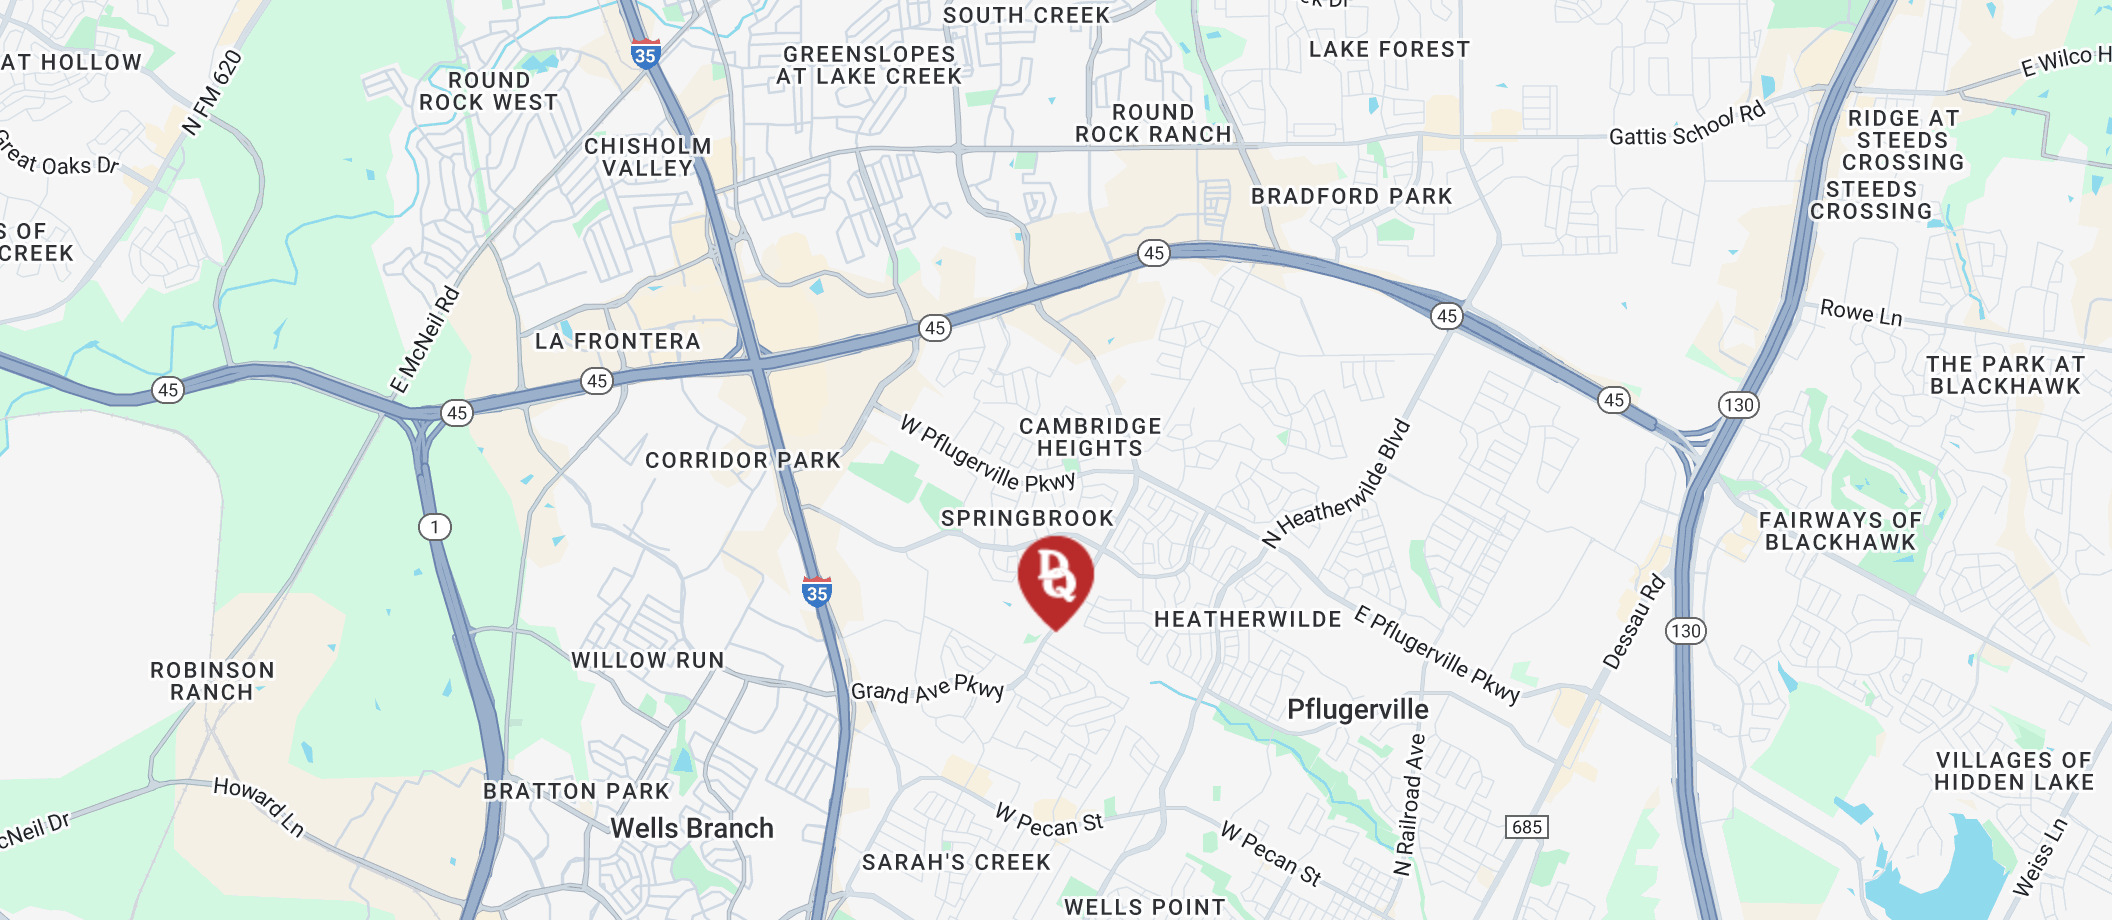 SOUTH CREEK
LAKE FOREST
GREENSLOPES
AT LAKE CREEK
35
AT HOLLOW
N FM 620
ROUND
ROCK WEST
E Wilco H
Gattis School Rd
ROUND
ROCK RANCH
RIDGE AT
STEEDS
CROSSING
Great Oaks Dr
CHISHOLM
VALLEY
BRADFORD PARK
STEEDS
CROSSING
S OF
CREEK
45
E McNeil Rd
45
45
Rowe Ln
LA FRONTERA
45
45
45
45
130
THE PARK AT
BLACKHAWK
W Pflugerville Pkwy
CAMBRIDGE
HEIGHTS
N Heatherwilde Blvd
CORRIDOR PARK
SPRINGBROOK
1
FAIRWAYS OF
BLACKHAWK
DQ
35
HEATHERWILDE
E Pflugerville Pkwy
Dessau Rd
130
ROBINSON
RANCH
WILLOW RUN
Grand Ave Pkwy
Pflugerville
N Railroad Ave
VILLAGES OF
HIDDEN LAKE
Howard Ln
BRATTON PARK
Wells Branch
W Pecan St
W Pecan St
685
cNeil Dr
SARAH'S CREEK
Weiss Ln
WELLS POINT